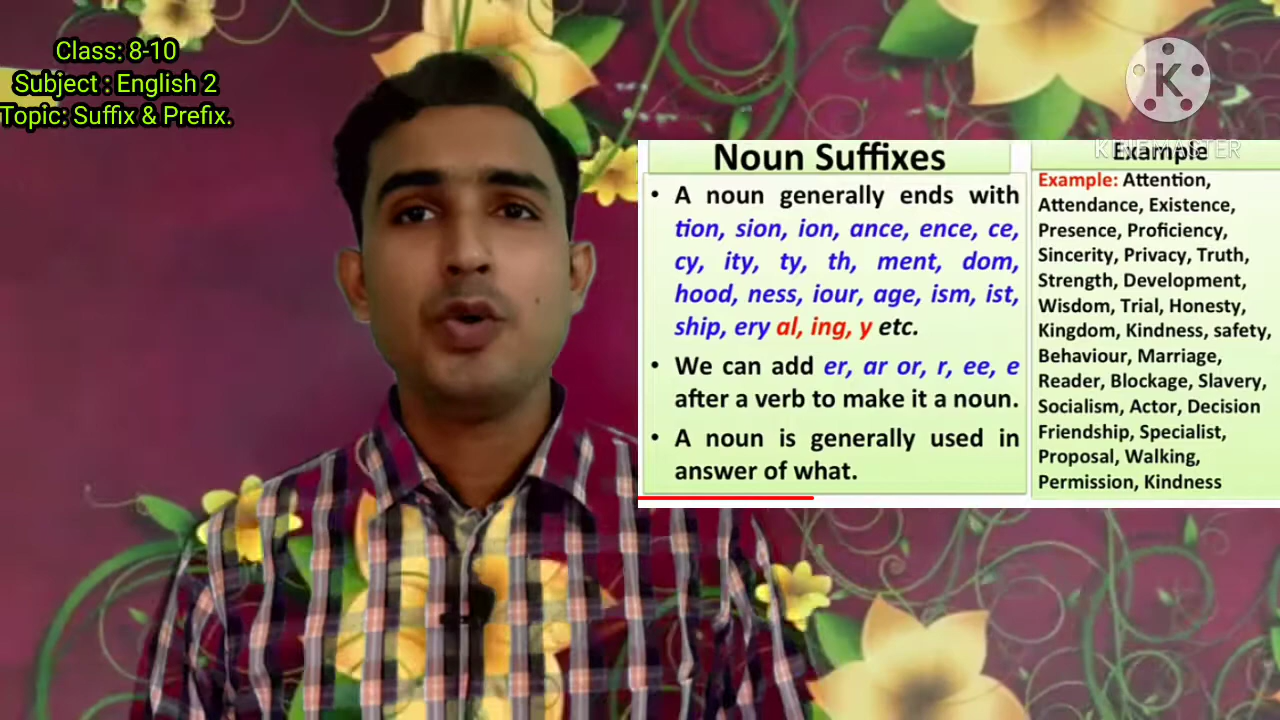 Class: 8-10
Subject : English 2
Topic: Suffix & Prefix.
K
KINEMASTER
Noun Suffixes
• A noun generally ends with
tion, sion, ion, ance, ence, ce,
cy, ity, ty, th, ment, dom,
hood, ness, iour, age, ism, ist,
ship, ery al, ing, y etc.
• We can add er, ar or, r, ee, e
after a verb to make it a noun.
• A noun is generally used in
answer of what.
Example
Example: Attention,
Attendance, Existence,
Presence, Proficiency,
Sincerity, Privacy, Truth,
Strength, Development,
Wisdom, Trial, Honesty,
Kingdom, Kindness, safety,
Behaviour, Marriage,
Reader, Blockage, Slavery,
Socialism, Actor, Decision
Friendship, Specialist,
Proposal, Walking,
Permission, Kindness